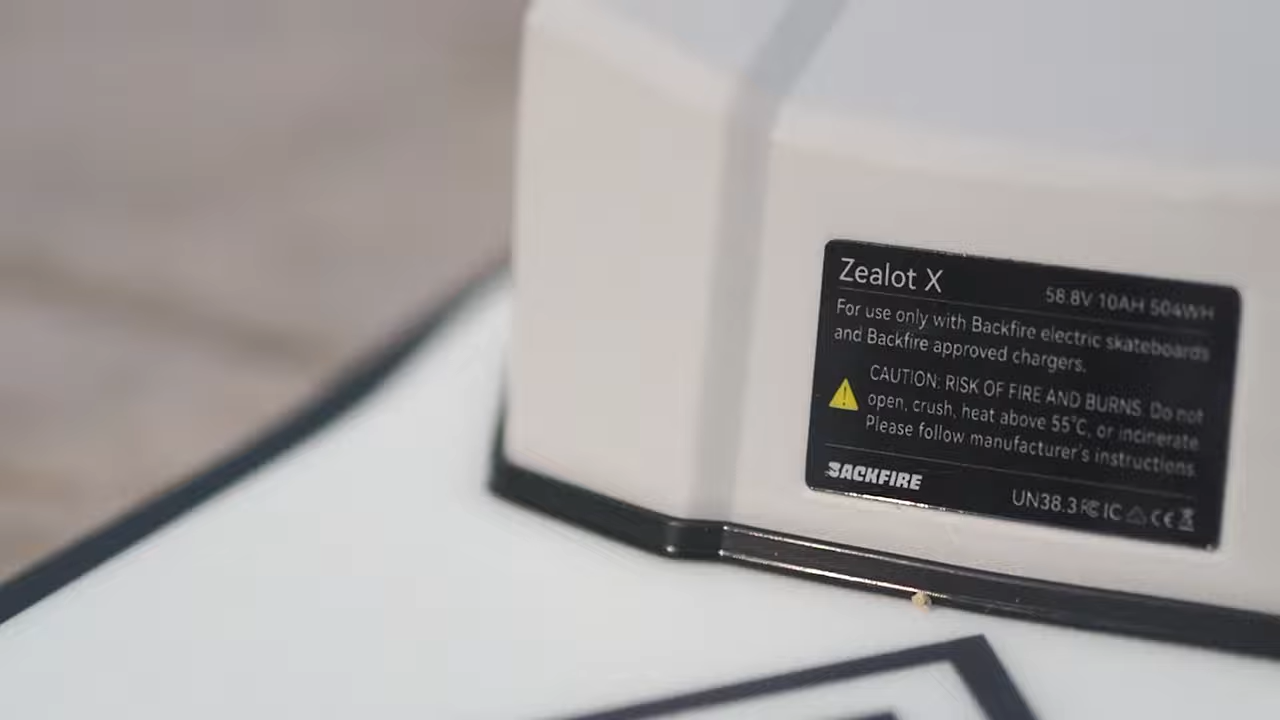 Zealot X
58.8V 10AH 504WH
For use only with Backfire electric skateboards
and Backfire approved chargers.
CAUTION: RISK OF FIRE AND BURNS. Do not
open, crush, heat above 55°C, or incinerate.
Please follow manufacturer's instructions.
BACKFIRE
UN38.3 FC IC CE